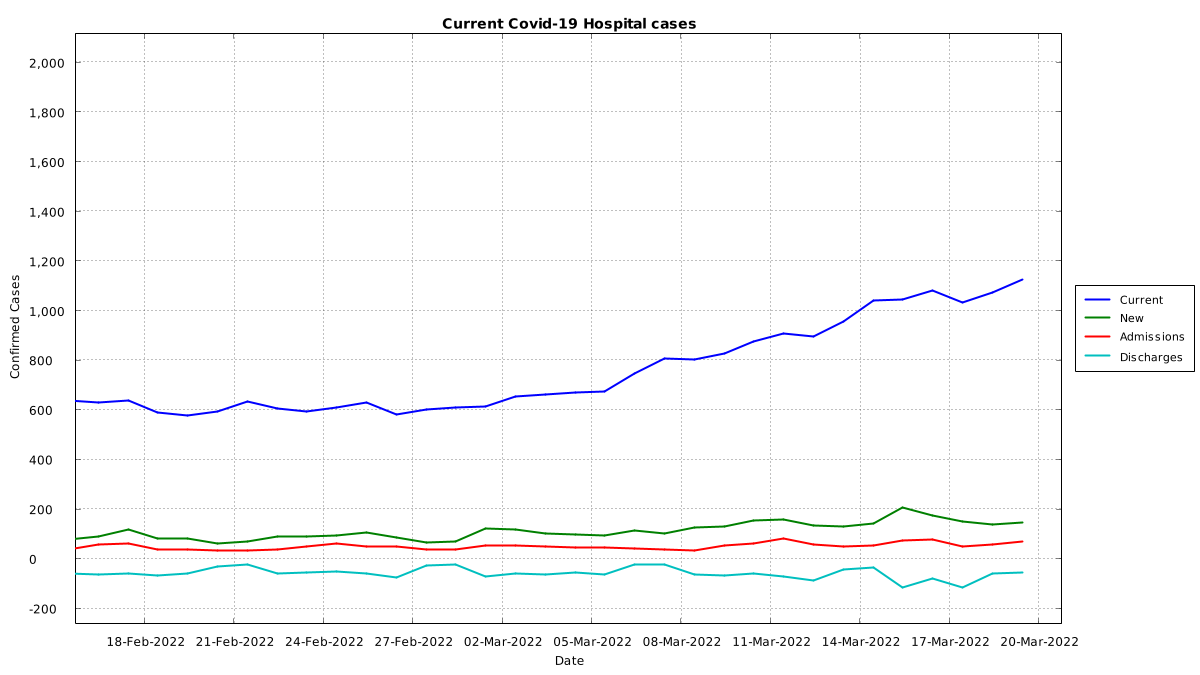 Current Covid-19 Hospital cases
2,000
1,800
1,600
1,400
1,200
1,000
800
600
400
200
0
-200
Confirmed Cases
18-Feb-2022 21-Feb-2022 24-Feb-2022 27-Feb-2022 02-Mar-2022 05-Mar-2022 08-Mar-2022 11-Mar-2022 14-Mar-2022 17-Mar-2022 20-Mar-2022
Date
Current
New
Admissions
Discharges